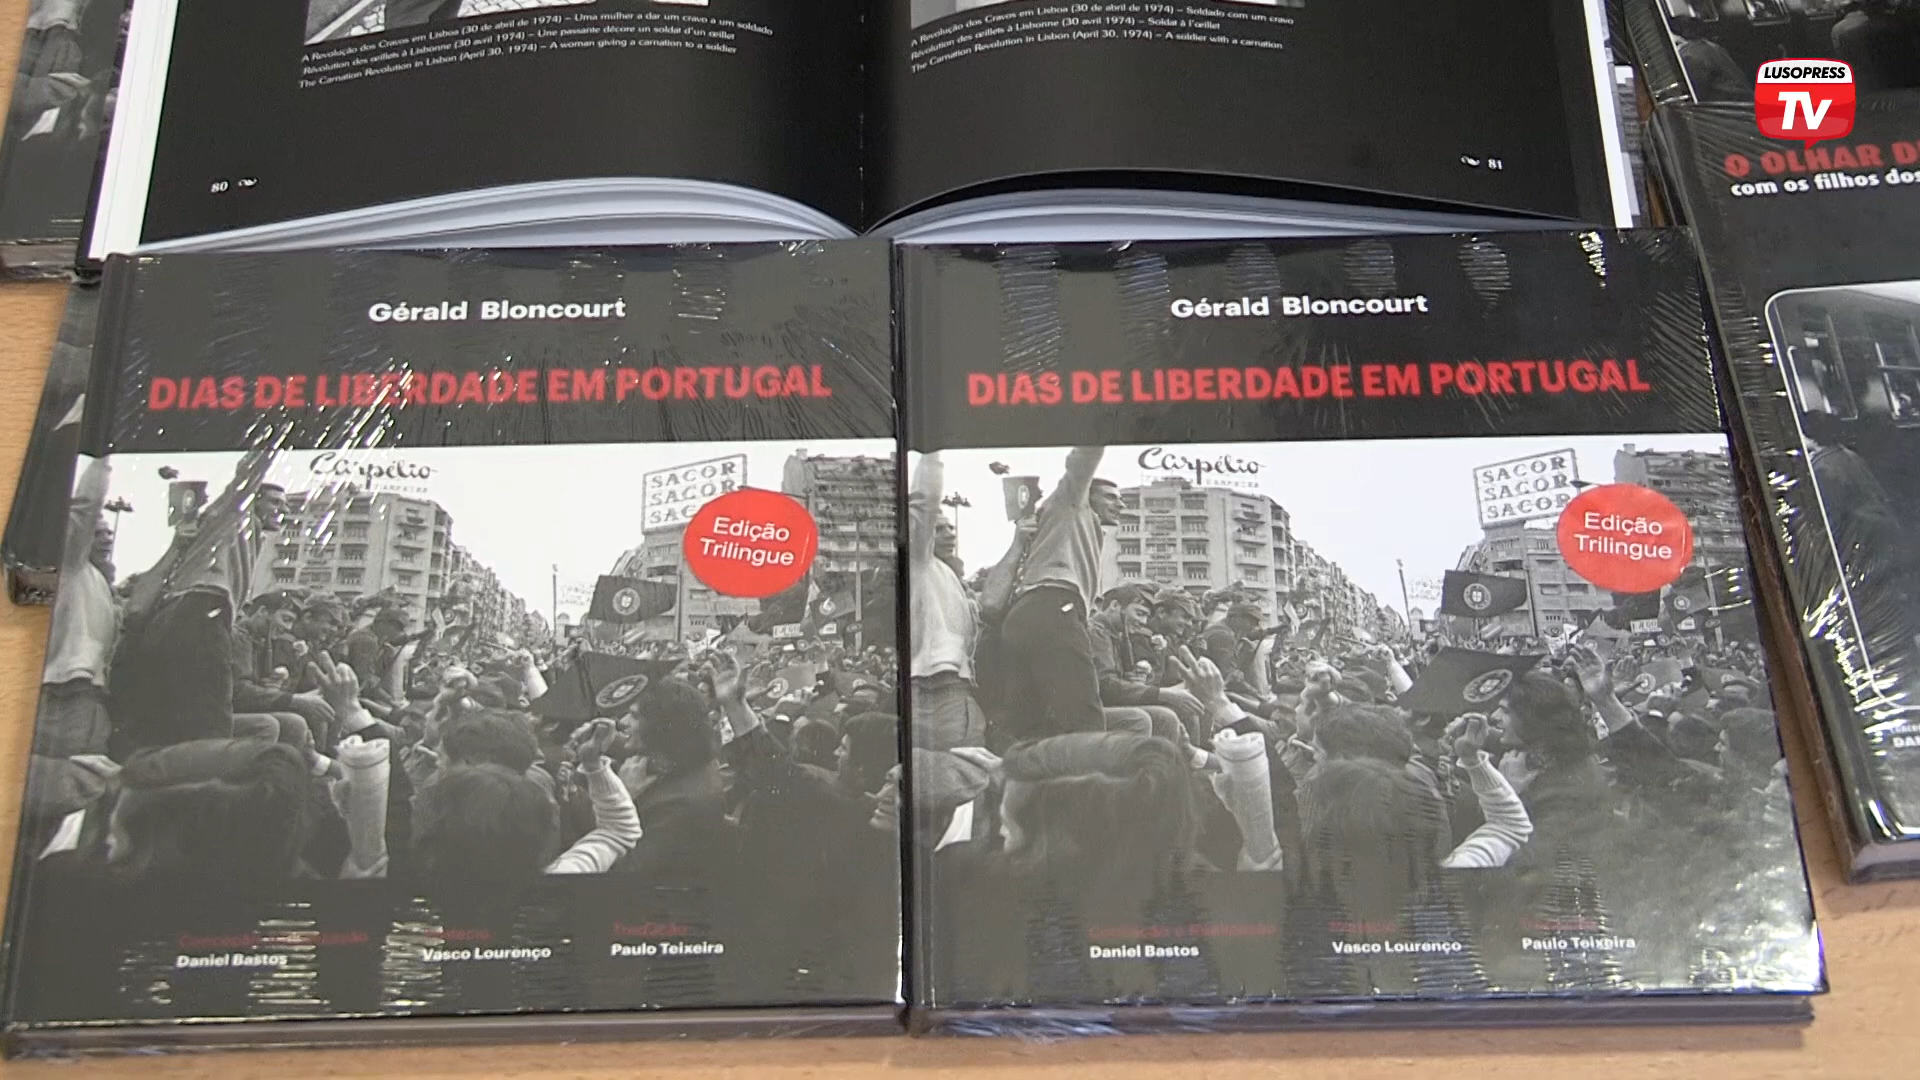 A Revolução dos Cravos em Lisboa (30 de abril de 1974) – Uma mulher a dar um cravo a um soldado
Révolution des œillets à Lisbonne (30 avril 1974) – Une passante décore un soldat d'un œillet
The Carnation Revolution in Lisbon (April 30, 1974) – A woman giving a carnation to a soldier
80
A Revolução dos Cravos em Lisboa (30 de abril de 1974) – Soldado com um cravo
Révolution des œillets à Lisbonne (30 avril 1974) – Soldat à l'œillet
The Carnation Revolution in Lisbon (April 30, 1974) – A soldier with a carnation
81
LUSOPRESS
TV
O OLHAR D
com os filhos dos
Gérald Bloncourt
DIAS DE LIBERDADE EM PORTUGAL
Carpélio
SACOR
SACOR
SAC
Edição
Trilingue
Daniel Bastos
Vasco Lourenço
Paulo Teixeira
Gérald Bloncourt
DIAS DE LIBERDADE EM PORTUGAL
Carpélio
SACOR
SACOR
SACOR
Edição
Trilingue
Conceção e Realização
Daniel Bastos
Vasco Lourenço
Paulo Teixeira